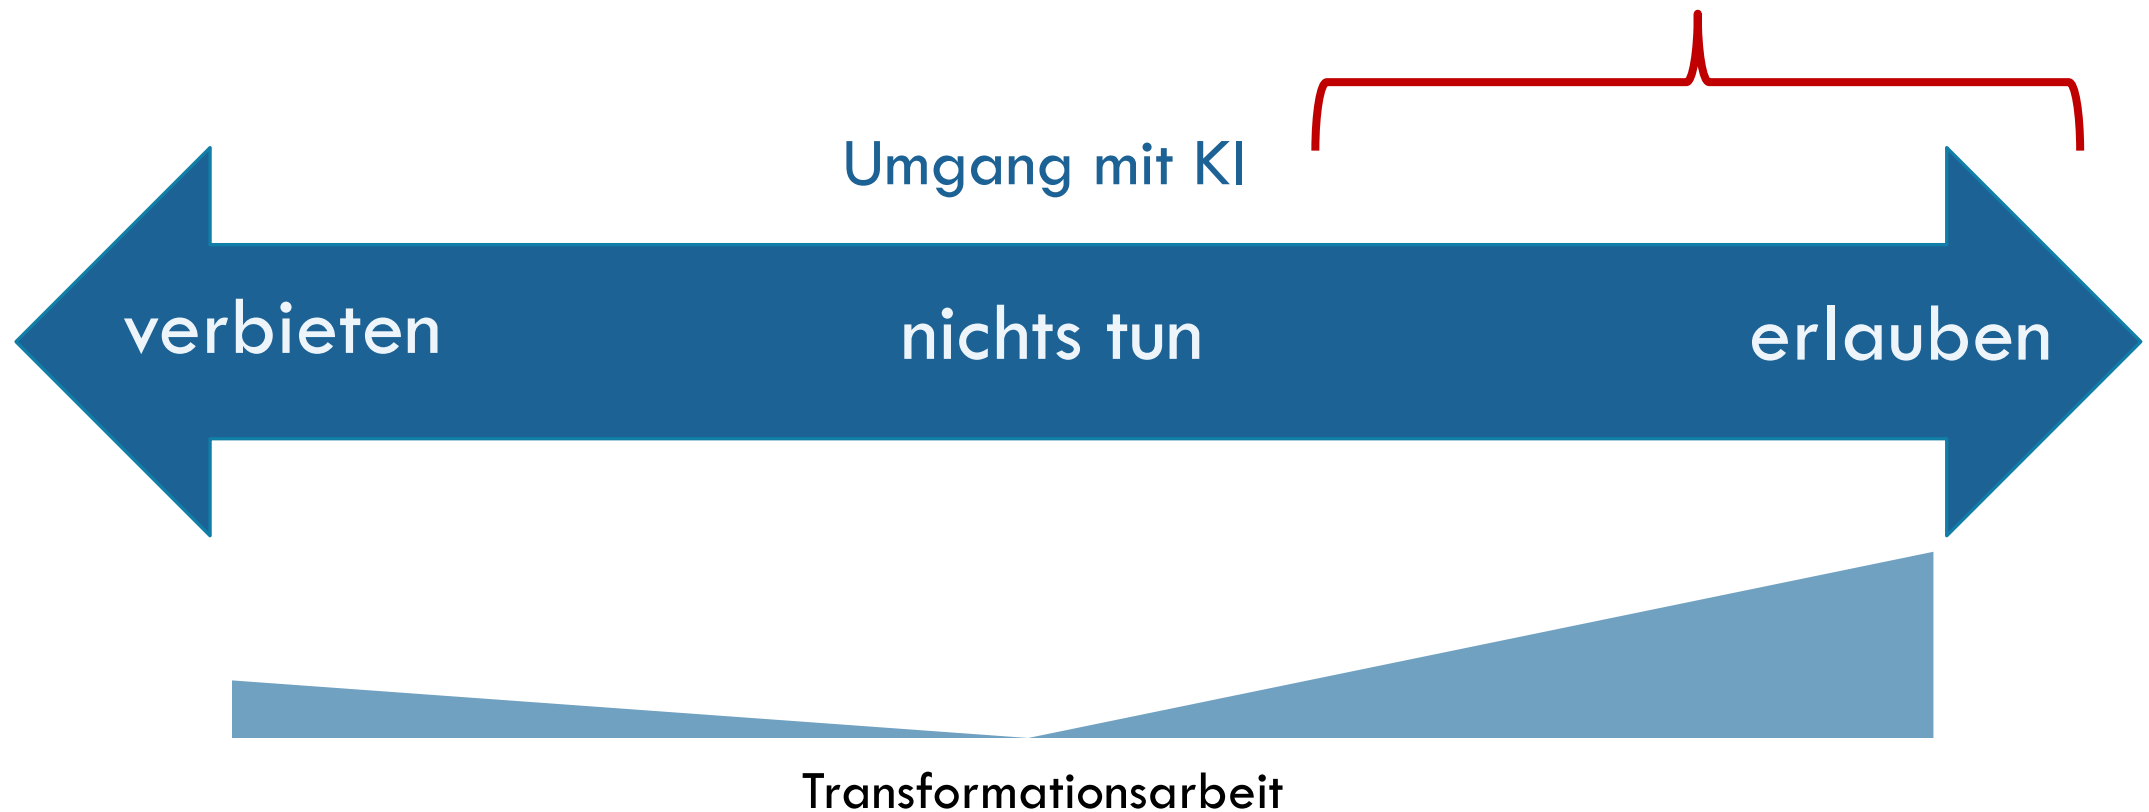 Umgang mit KI
verbieten nichts tun erlauben
Transformationsarbeit